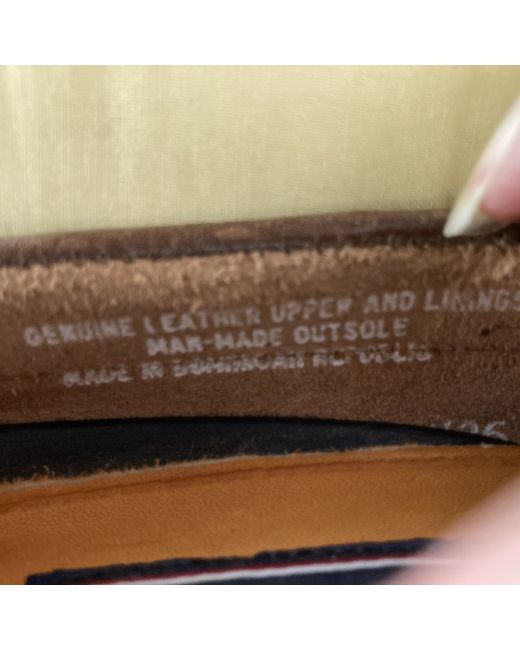 GENUINE LEATHER UPPER AND LININGS
MAN-MADE OUTSOLE
MADE IN DOMINICAN REPUBLIC